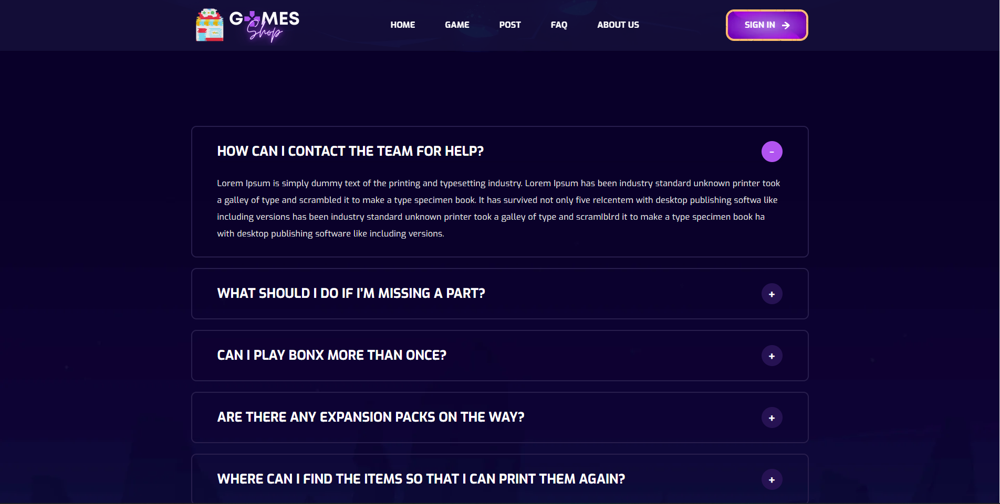 GAMES
Shop
HOME
GAME
POST
FAQ
ABOUT US
SIGN IN
HOW CAN I CONTACT THE TEAM FOR HELP?
Lorem Ipsum is simply dummy text of the printing and typesetting industry. Lorem Ipsum has been industry standard unknown printer took
a galley of type and scrambled it to make a type specimen book. It has survived not only five relcentem with desktop publishing softwa like
including versions has been industry standard unknown printer took a galley of type and scramlblrd it to make a type specimen book ha
with desktop publishing software like including versions.
WHAT SHOULD I DO IF I’M MISSING A PART?
CAN I PLAY BONX MORE THAN ONCE?
ARE THERE ANY EXPANSION PACKS ON THE WAY?
WHERE CAN I FIND THE ITEMS SO THAT I CAN PRINT THEM AGAIN?